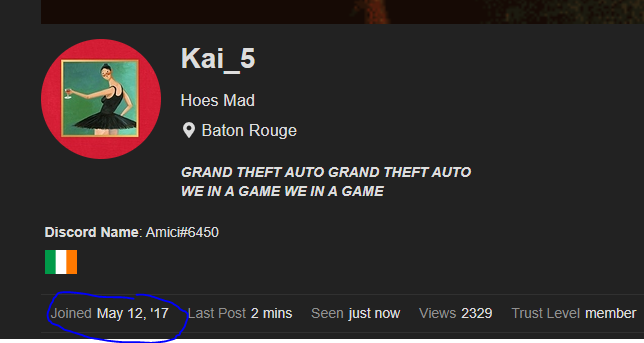 Kai_5
Hoes Mad
Baton Rouge
GRAND THEFT AUTO GRAND THEFT AUTO
WE IN A GAME WE IN A GAME
Discord Name: Amici#6450
Joined May 12, '17 Last Post 2 mins Seen just now Views 2329 Trust Level member